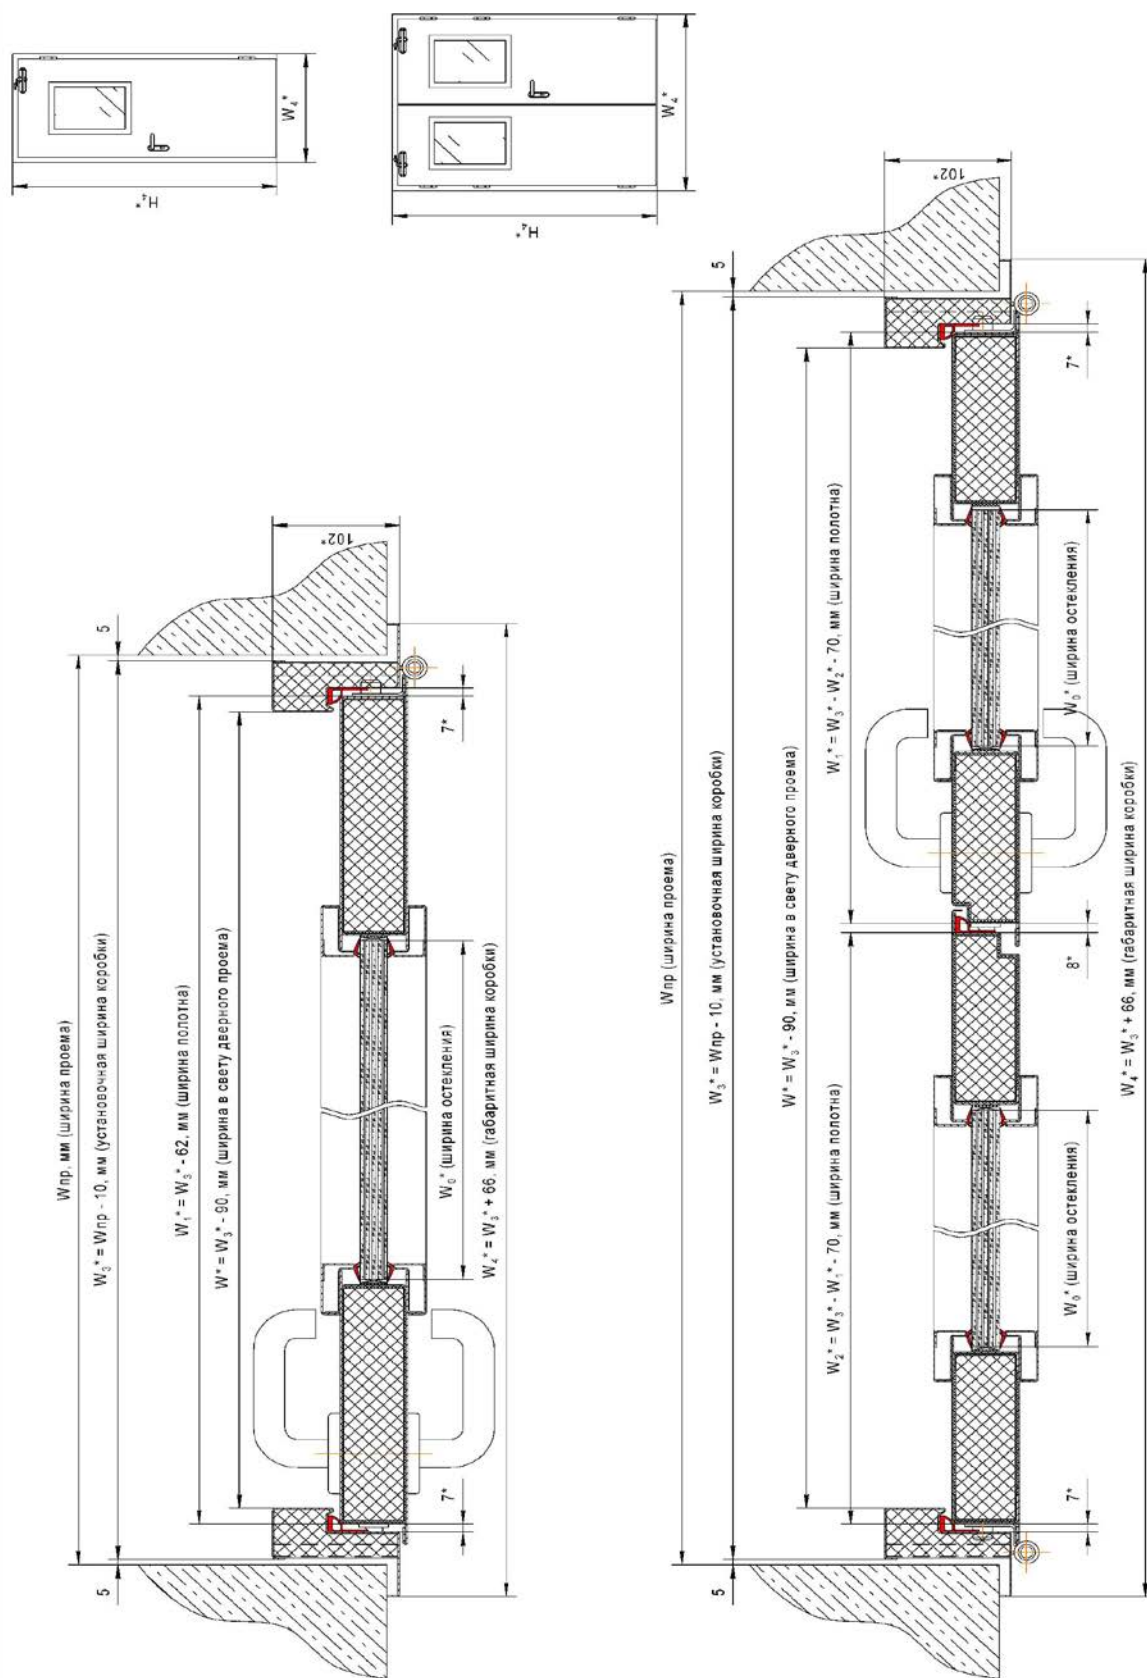 H₄*
W₄*
H₄*
W₄*
5
102*
Wпр, мм (ширина проема)
W₃* = Wпр - 10, мм (установочная ширина коробки)
W₁* = W₃* - 62, мм (ширина полотна)
W* = W₃* - 90, мм (ширина в свету дверного проема)
7*
7*
W₀* (ширина остекления)
W₄* = W₃* + 66, мм (габаритная ширина коробки)
5
5
102*
Wпр (ширина проема)
W₃* = Wпр - 10, мм (установочная ширина коробки)
W* = W₃* - 90, мм (ширина в свету дверного проема)
W₂* = W₃* - W₁* - 70, мм (ширина полотна)
W₁* = W₃* - W₂* - 70, мм (ширина полотна)
7*
8*
7*
W₀* (ширина остекления)
W₀* (ширина остекления)
W₄* = W₃* + 66, мм (габаритная ширина коробки)
5